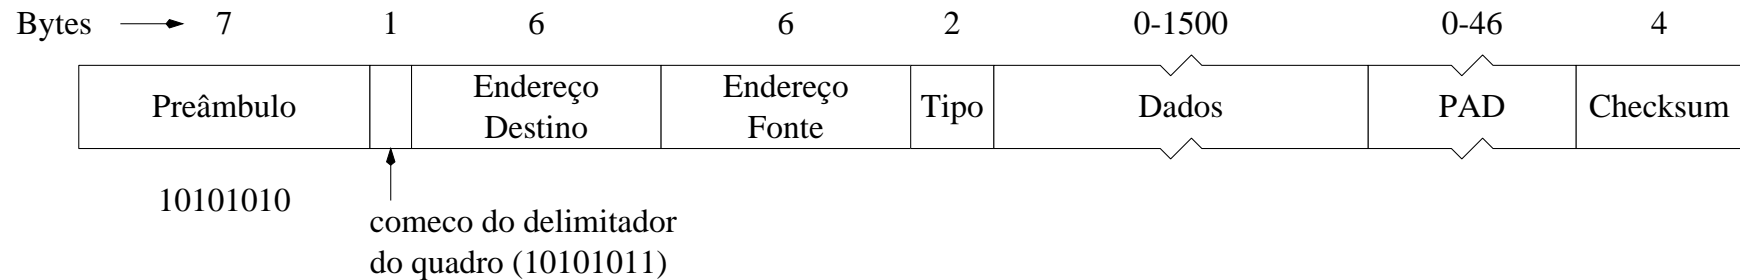 Bytes 7 1 6 6 2 0-1500 0-46 4
Preâmbulo Endereço Destino Endereço Fonte Tipo Dados PAD Checksum
10101010
comeco do delimitador
do quadro (10101011)